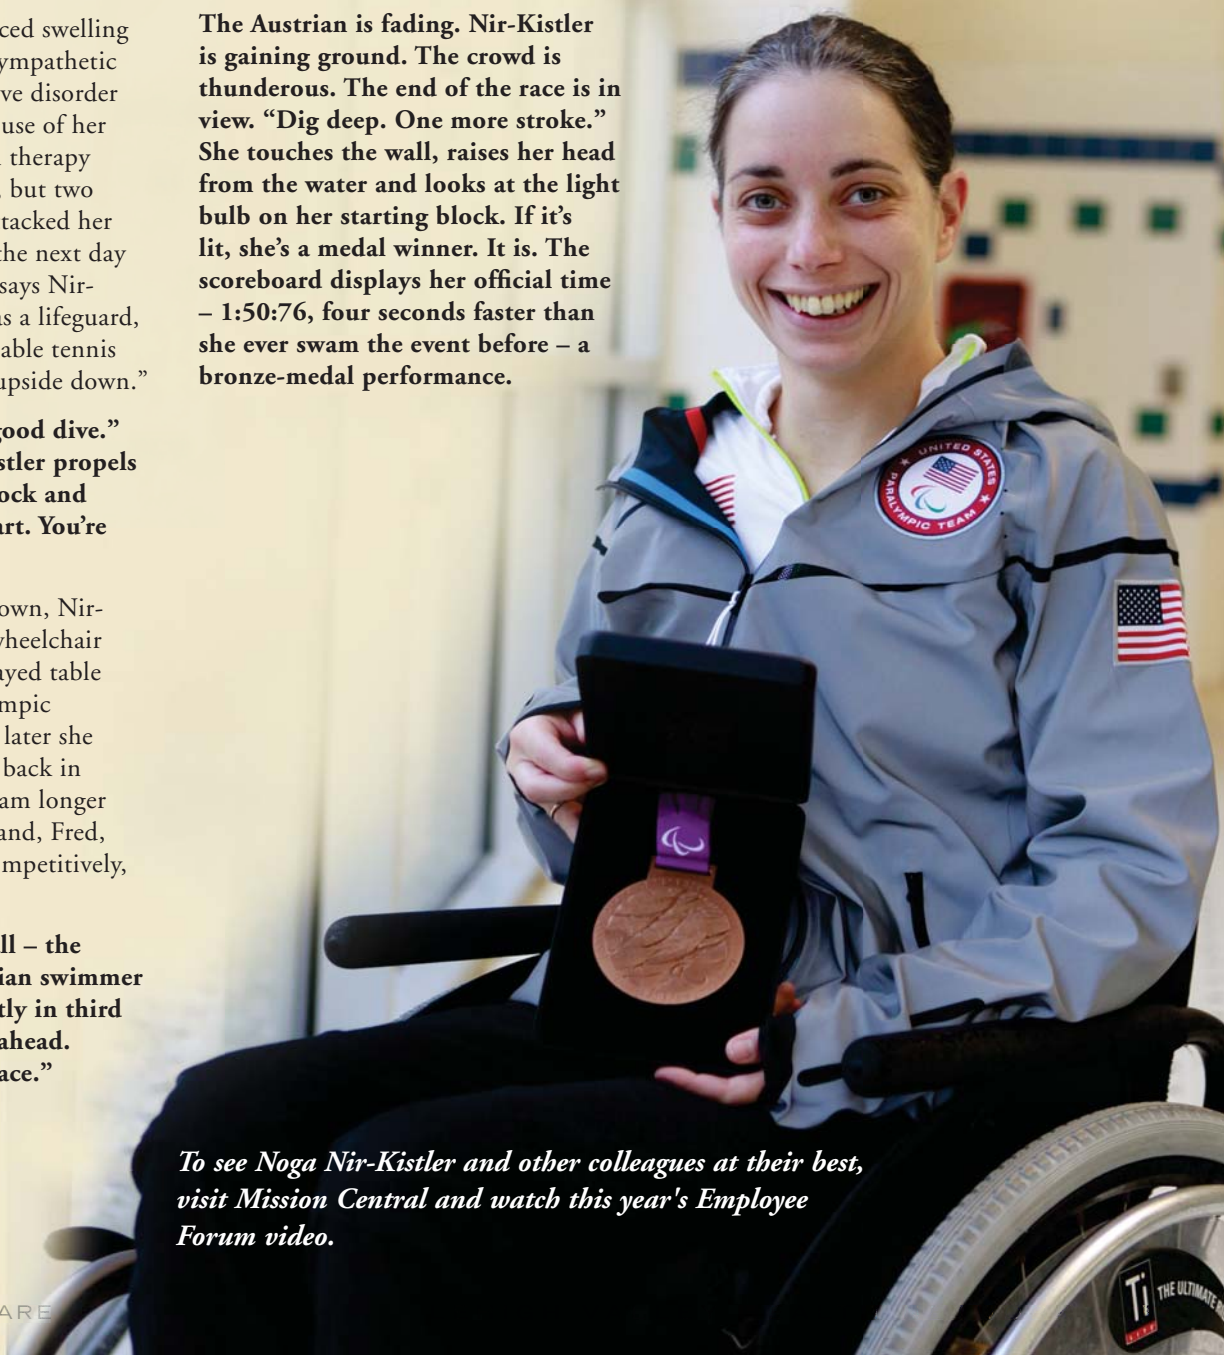 ced swelling
ympathetic
ve disorder
use of her
therapy
, but two
tacked her
the next day
says Nir-
as a lifeguard,
able tennis
upside down.”
good dive.”
stler propels
ock and
art. You’re
own, Nir-
wheelchair
ayed table
mpic
later she
back in
am longer
and, Fred,
mpetitively,
ll – the
ian swimmer
tly in third
ahead.
ace.”
ARE
The Austrian is fading. Nir-Kistler
is gaining ground. The crowd is
thunderous. The end of the race is in
view. “Dig deep. One more stroke.”
She touches the wall, raises her head
from the water and looks at the light
bulb on her starting block. If it’s
lit, she’s a medal winner. It is. The
scoreboard displays her official time
– 1:50:76, four seconds faster than
she ever swam the event before – a
bronze-medal performance.
UNITED STATES
PARALYMPIC TEAM
To see Noga Nir-Kistler and other colleagues at their best,
visit Mission Central and watch this year's Employee
Forum video.
Ti
LITE
THE ULTIMATE